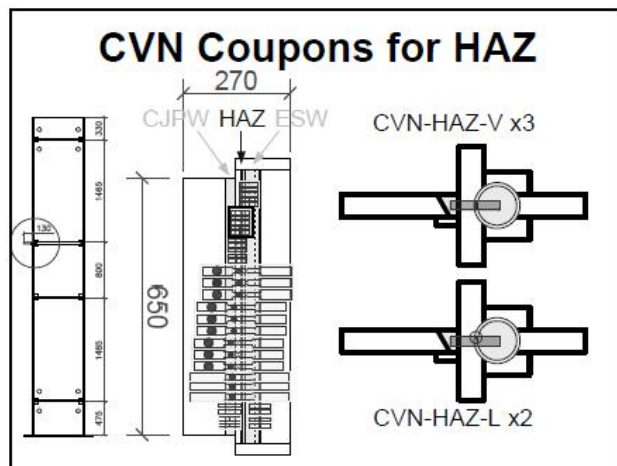 CVN Coupons for HAZ
270
CJPW HAZ ESW
CVN-HAZ-V x3
330
1465
130
800
650
1465
475
CVN-HAZ-L x2